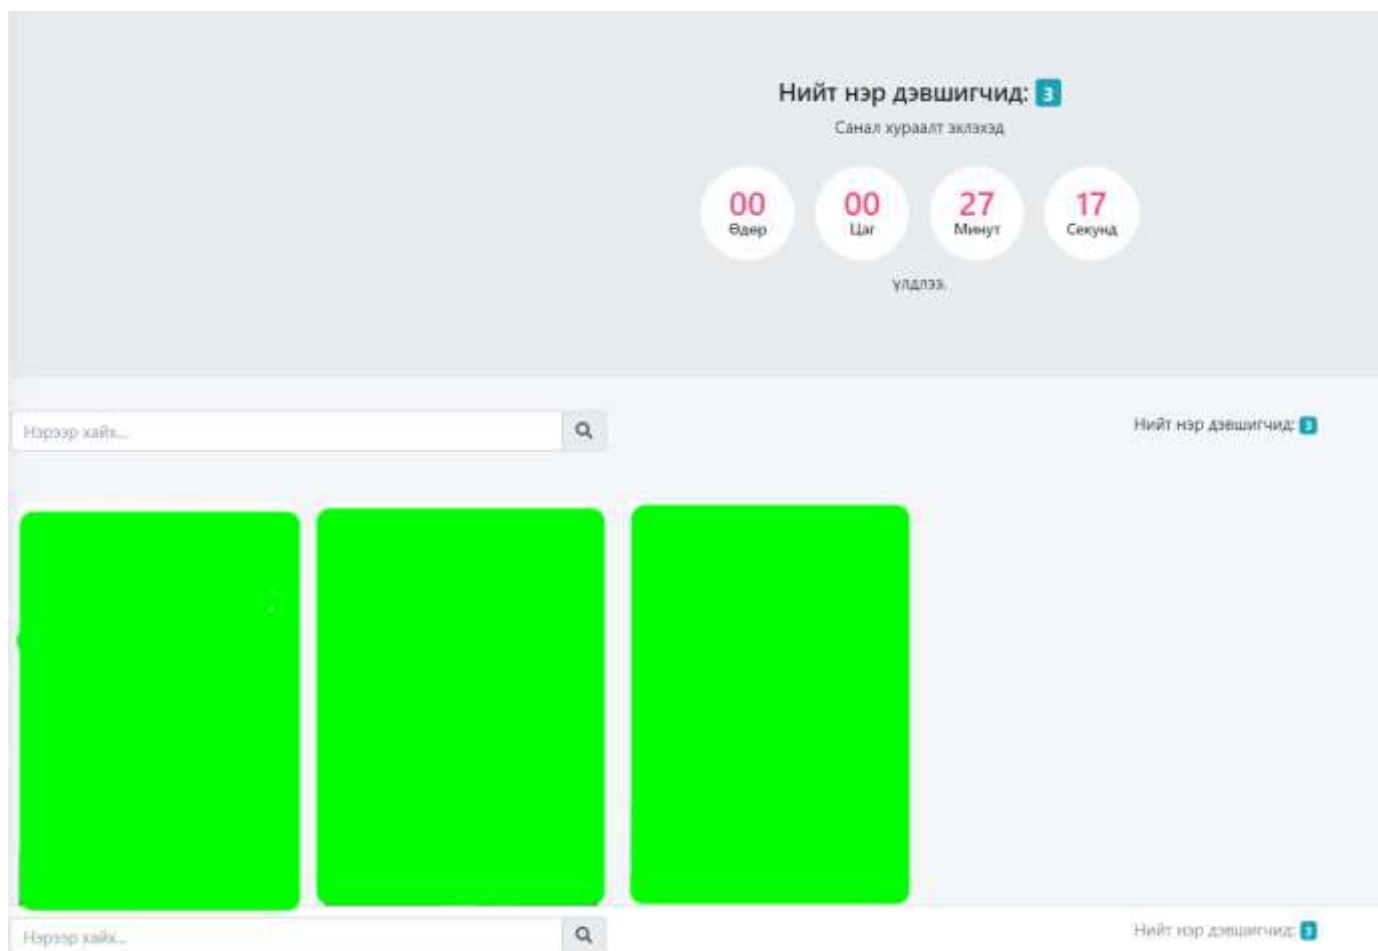 Нийт нэр дэвшигчид: 3
Санал хураалт эхлэхэд
00 00 27 17
Өдөр Цаг Минут Секунд
үлдлээ.
Нэрээр хайх...
Нийт нэр дэвшигчид: 3
Нэрээр хайх...
Нийт нэр дэвшигчид: 3